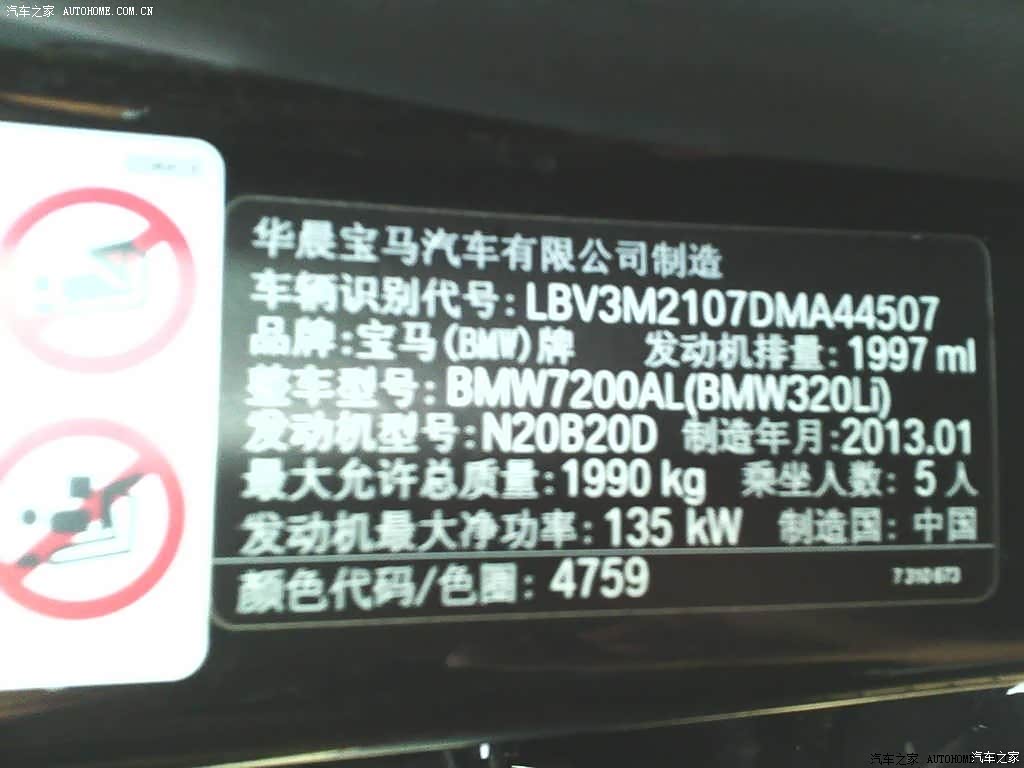 汽车之家 AUTOHOME.COM.CN
华晨宝马汽车有限公司制造
车辆识别代号：LBV3M2107DMA44507
品牌：宝马(BMW)牌 发动机排量：1997 ml
整车型号：BMW7200AL(BMW320Li)
发动机型号：N20B20D 制造年月：2013.01
最大允许总质量：1990 kg 乘坐人数：5 人
发动机最大净功率：135 kW 制造国：中国
颜色代码/色圈：4759
7 310 673
汽车之家 AUTOHOME 汽车之家